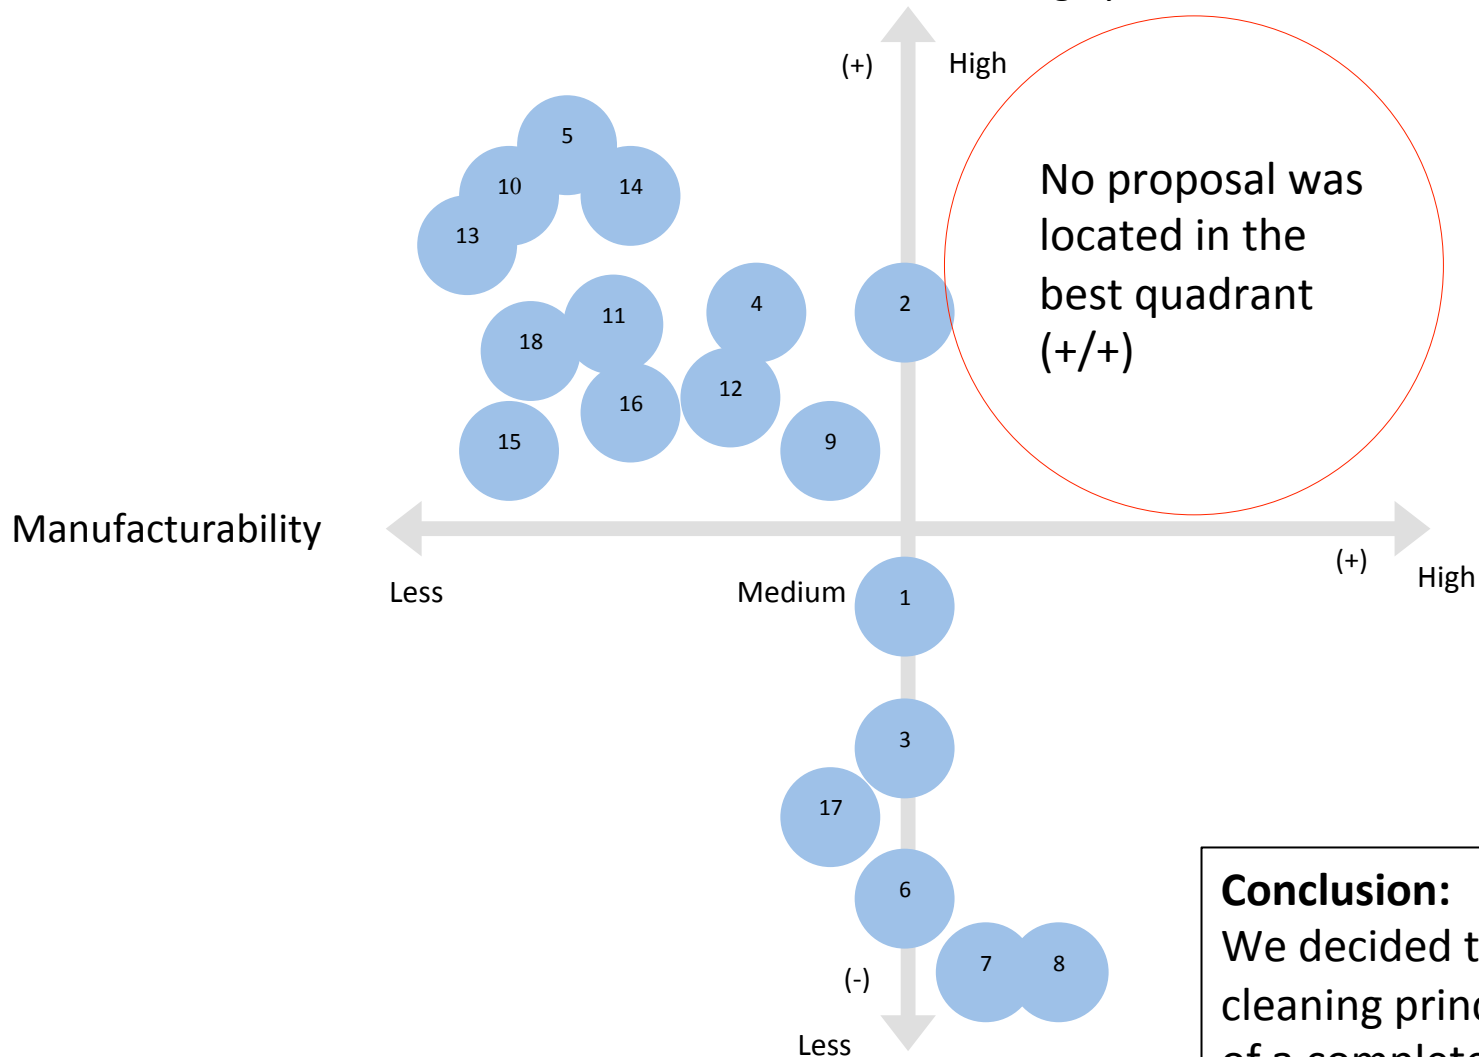 (+)
High
5
10
14
13
No proposal was
located in the
best quadrant
(+/+)
11
4
2
18
16
12
15
9
Manufacturability
(+)
Less
Medium
High
1
3
17
6
7
8
(-)
Less
Conclusion:
We decided t
cleaning princ